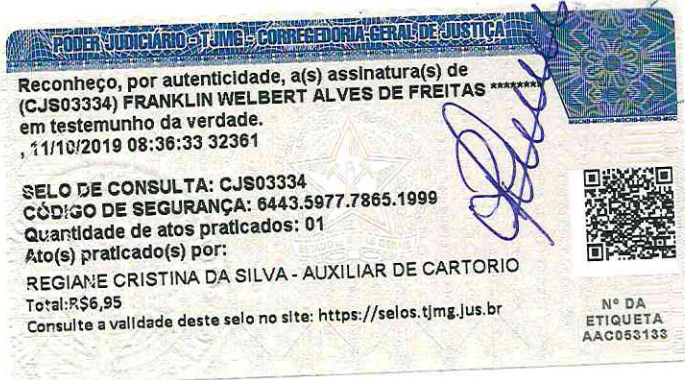 PODER JUDICIÁRIO - TJMG - CORREGEDORIA-GERAL DE JUSTIÇA
Reconheço, por autenticidade, a(s) assinatura(s) de
(CJS03334) FRANKLIN WELBERT ALVES DE FREITAS ********
em testemunho da verdade.
, 11/10/2019 08:36:33 32361
SELO DE CONSULTA: CJS03334
CÓDIGO DE SEGURANÇA: 6443.5977.7865.1999
Quantidade de atos praticados: 01
Ato(s) praticado(s) por:
REGIANE CRISTINA DA SILVA - AUXILIAR DE CARTORIO
Total:R$6,95
Consulte a validade deste selo no site: https://selos.tjmg.jus.br
Nº DA
ETIQUETA
AAC053133